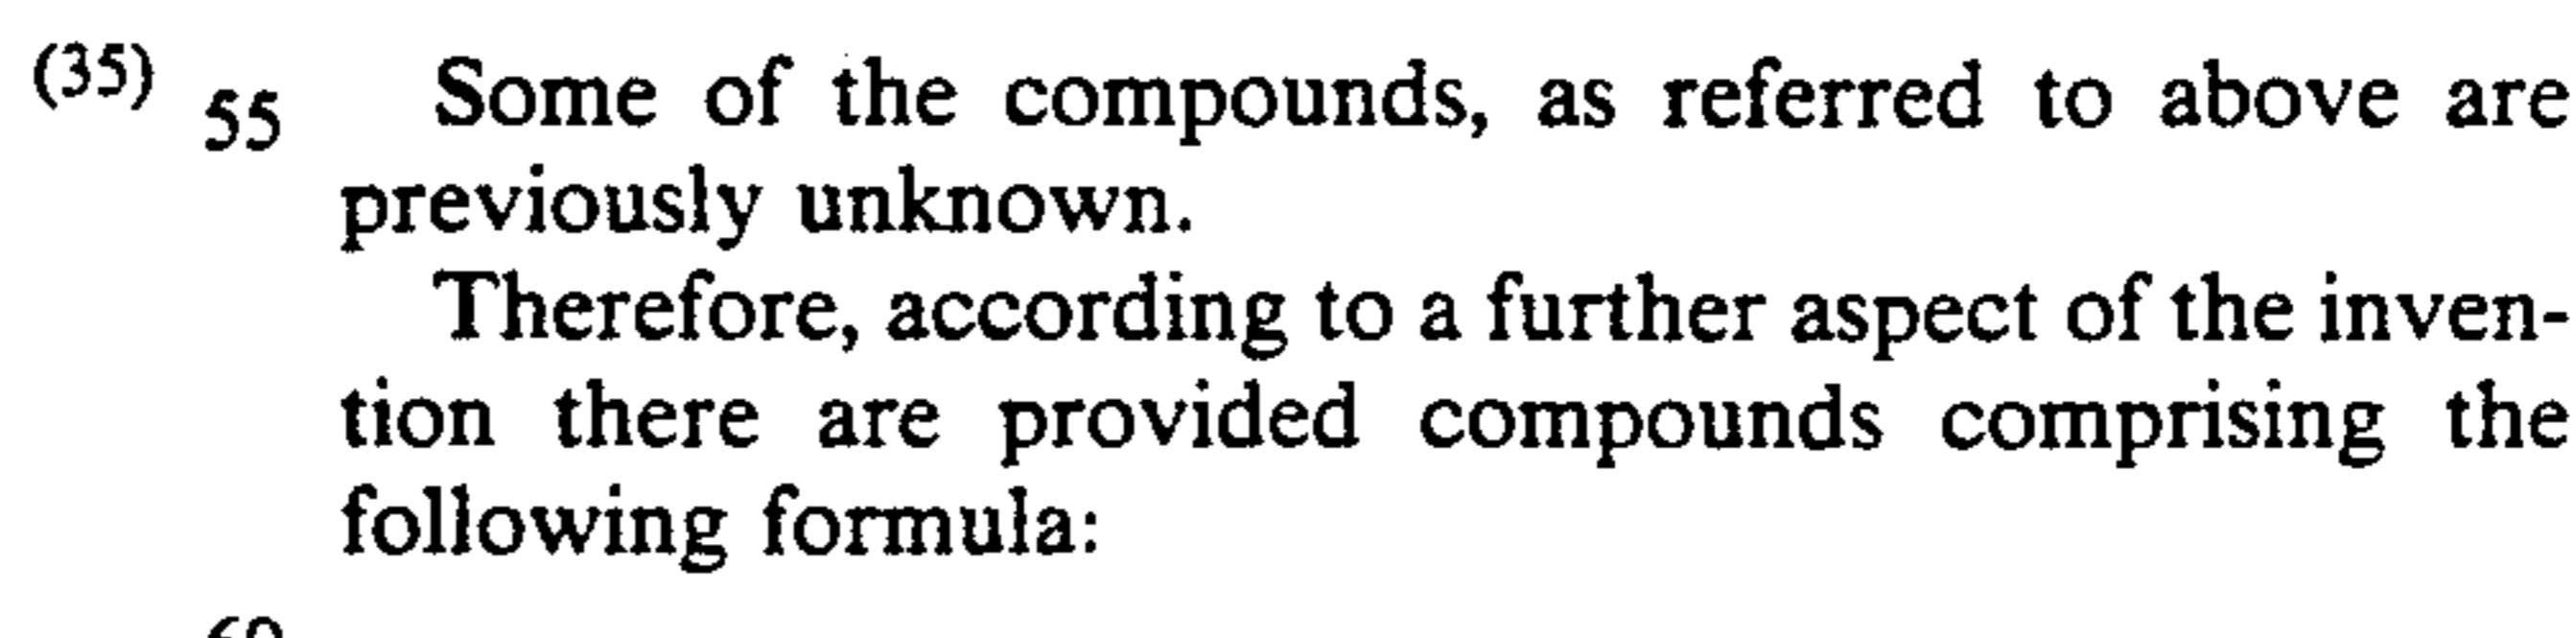 (35) 55 Some of the compounds, as referred to above are
previously unknown.
Therefore, according to a further aspect of the inven-
tion there are provided compounds comprising the
following formula:
60